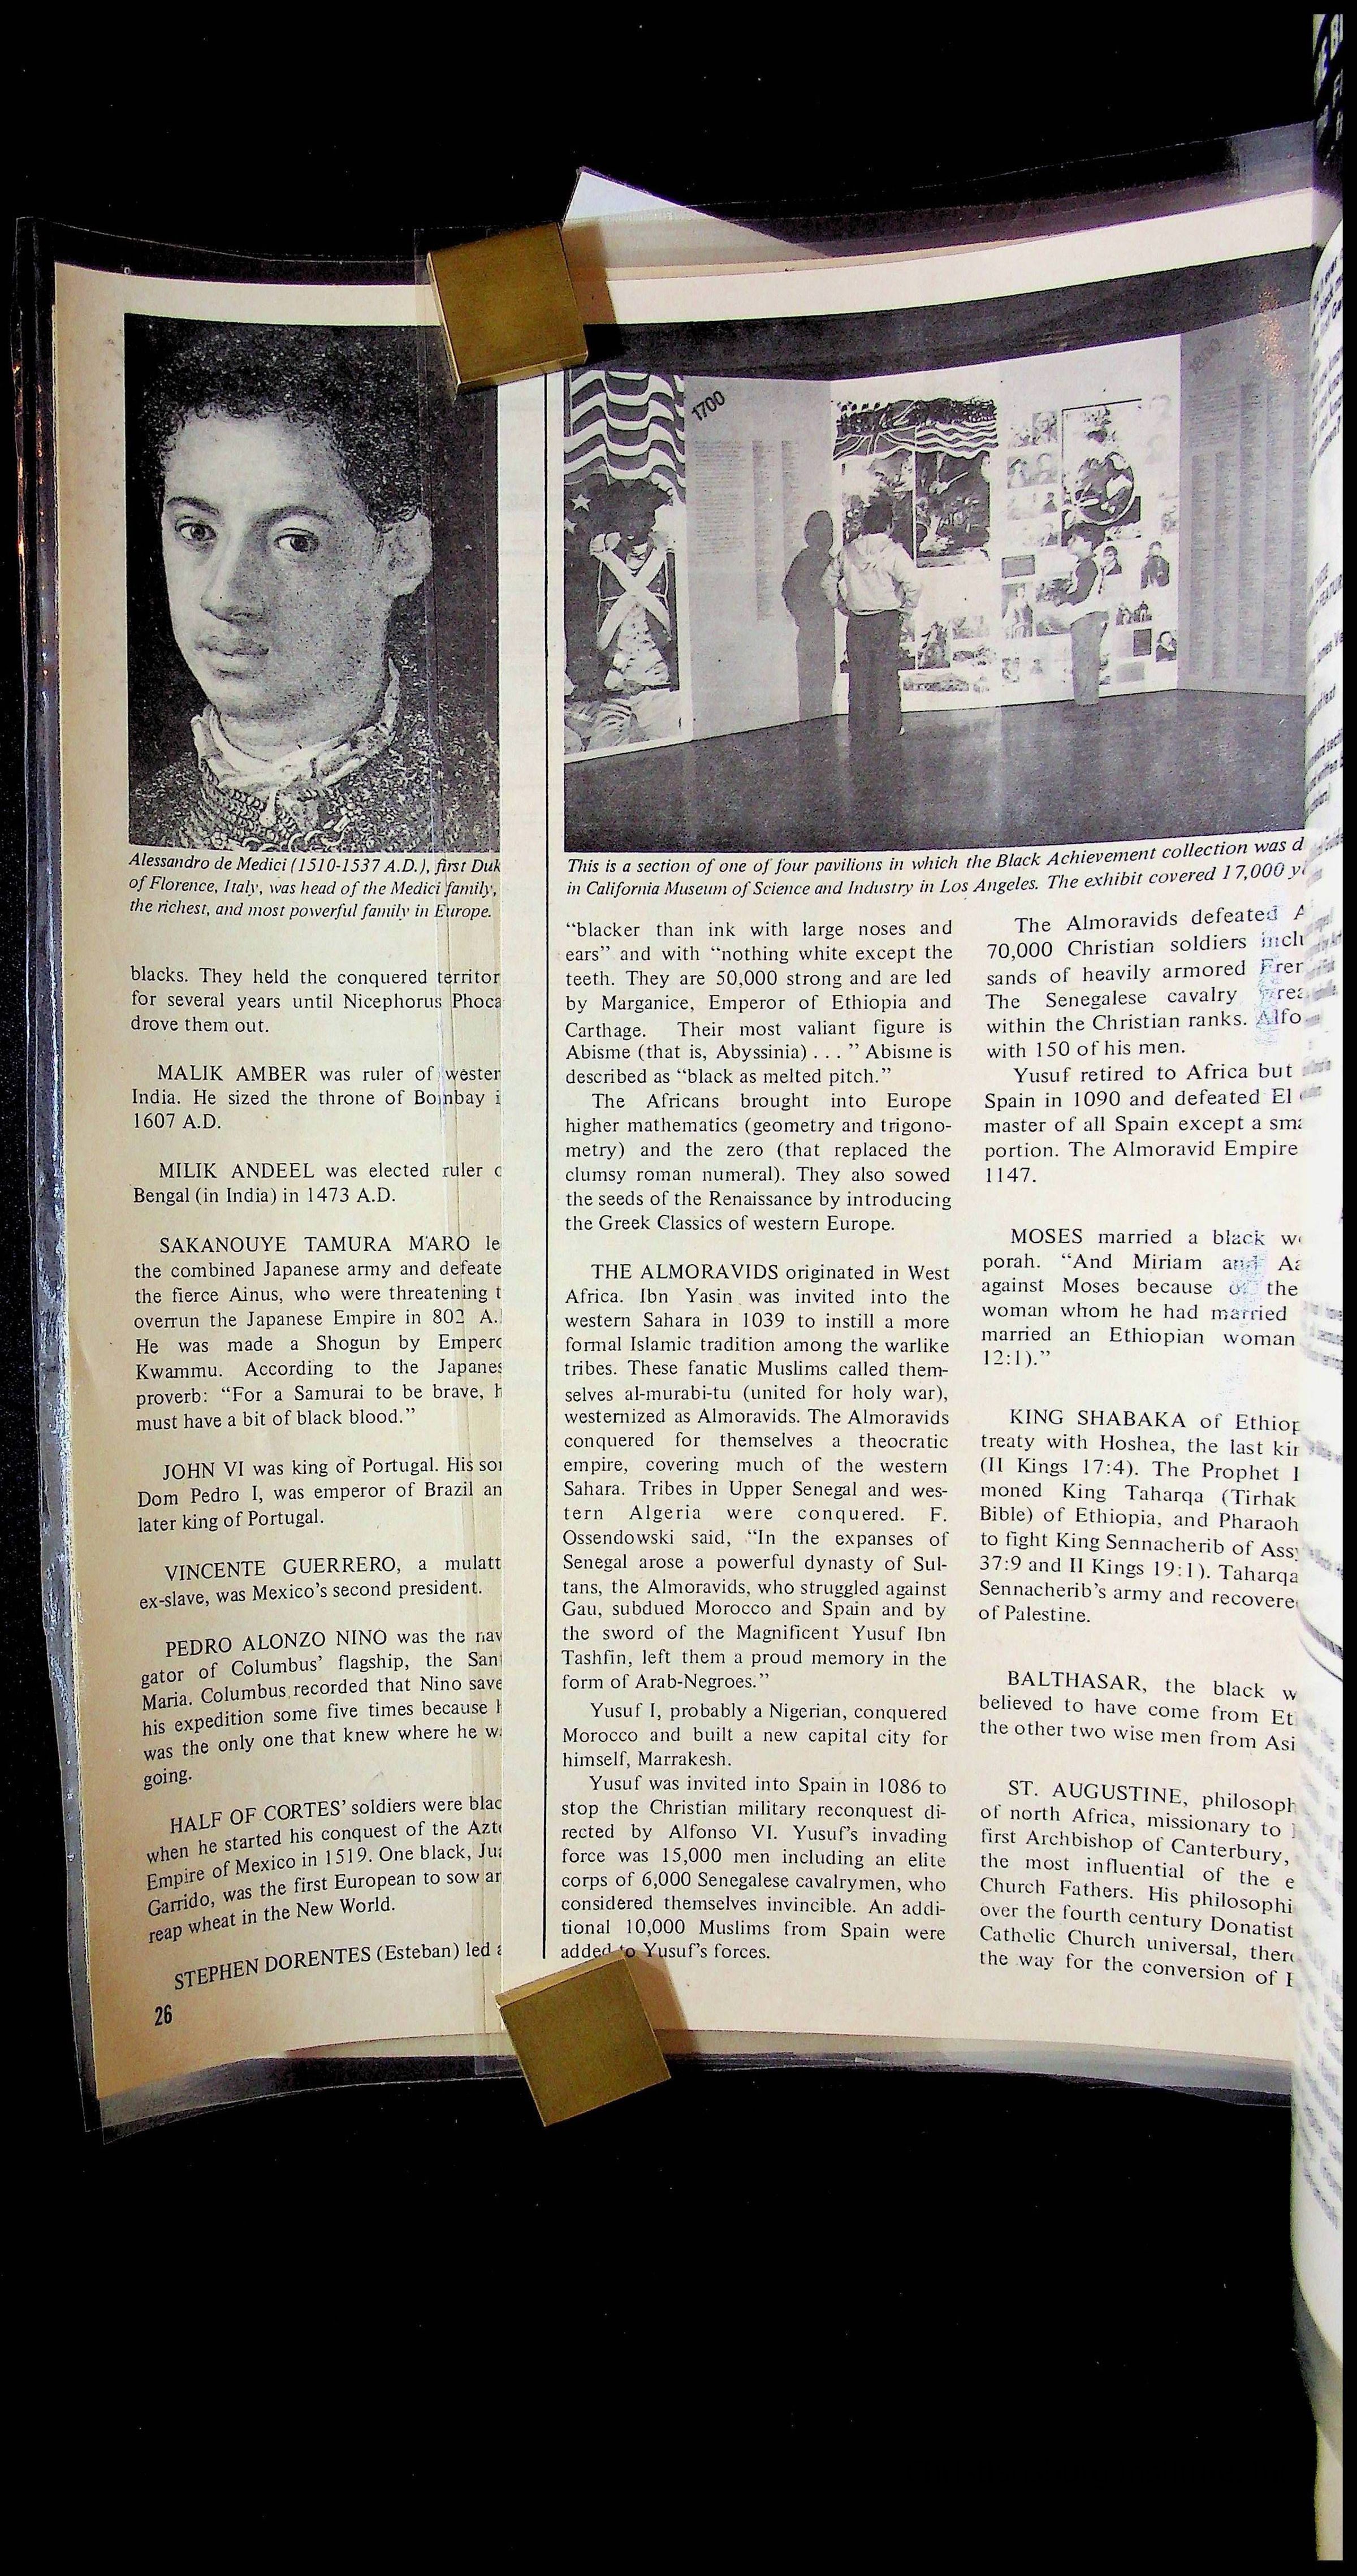 Alessandro de Medici (1510-1537 A.D.), first Duk
of Florence, Italy, was head of the Medici family,
the richest, and most powerful family in Europe.
blacks. They held the conquered territor
for several years until Nicephorus Phoca
drove them out.
MALIK AMBER was ruler of wester
India. He sized the throne of Bombay i
1607 A.D.
MILIK ANDEEL was elected ruler
Bengal (in India) in 1473 A.D.
SAKANOUYE TAMURA MARO le
the combined Japanese army and defeate
the fierce Ainus, who were threatening t
overrun the Japanese Empire in 802 A.
He was made a Shogun by Empero
Kwammu. According to the Japanes
proverb: “For a Samurai to be brave, h
must have a bit of black blood.”
JOHN VI was king of Portugal. His so
Dom Pedro I, was emperor of Brazil an
later king of Portugal.
VINCENTE GUERRERO, a mulatt
ex-slave, was Mexico’s second president.
PEDRO ALONZO NINO was the nav
gator of Columbus’ flagship, the San
Maria. Columbus recorded that Nino save
his expedition some five times because h
was the only one that knew where he w
going.
HALF OF CORTES’ soldiers were blac
when he started his conquest of the Azt
Empire of Mexico in 1519. One black, Jua
Garrido, was the first European to sow an
reap wheat in the New World.
STEPHEN DORENTES (Esteban) led a
26
1700
1800
This is a section of one of four pavilions in which the Black Achievement collection was d
in California Museum of Science and Industry in Los Angeles. The exhibit covered 17,000 y
“blacker than ink with large noses and
ears” and with “nothing white except the
teeth. They are 50,000 strong and are led
by Marganice, Emperor of Ethiopia and
Carthage. Their most valiant figure is
Abisme (that is, Abyssinia) . . . ” Abisme is
described as “black as melted pitch.”
The Africans brought into Europe
higher mathematics (geometry and trigono-
metry) and the zero (that replaced the
clumsy roman numeral). They also sowed
the seeds of the Renaissance by introducing
the Greek Classics of western Europe.
THE ALMORAVIDS originated in West
Africa. Ibn Yasin was invited into the
western Sahara in 1039 to instill a more
formal Islamic tradition among the warlike
tribes. These fanatic Muslims called them-
selves al-murabi-tu (united for holy war),
westernized as Almoravids. The Almoravids
conquered for themselves a theocratic
empire, covering much of the western
Sahara. Tribes in Upper Senegal and wes-
tern Algeria were conquered. F.
Ossendowski said, “In the expanses of
Senegal arose a powerful dynasty of Sul-
tans, the Almoravids, who struggled against
Gau, subdued Morocco and Spain and by
the sword of the Magnificent Yusuf Ibn
Tashfin, left them a proud memory in the
form of Arab-Negroes.”
Yusuf I, probably a Nigerian, conquered
Morocco and built a new capital city for
himself, Marrakesh.
Yusuf was invited into Spain in 1086 to
stop the Christian military reconquest di-
rected by Alfonso VI. Yusuf’s invading
force was 15,000 men including an elite
corps of 6,000 Senegalese cavalrymen, who
considered themselves invincible. An addi-
tional 10,000 Muslims from Spain were
added to Yusuf’s forces.
The Almoravids defeated A
70,000 Christian soldiers inclu
sands of heavily armored Fren
The Senegalese cavalry
within the Christian ranks. Alfo
with 150 of his men.
Yusuf retired to Africa but
Spain in 1090 and defeated El
master of all Spain except a sma
portion. The Almoravid Empire
1147.
MOSES married a black wo
porah. “And Miriam and Aa
against Moses because of the
woman whom he had married
married an Ethiopian woman
12:1).”
KING SHABAKA of Ethiop
treaty with Hoshea, the last kin
(II Kings 17:4). The Prophet I
moned King Taharqa (Tirhak
Bible) of Ethiopia, and Pharaoh
to fight King Sennacherib of Ass
37:9 and II Kings 19:1). Taharqa
Sennacherib’s army and recovere
of Palestine.
BALTHASAR, the black w
believed to have come from Et
the other two wise men from Asi
ST. AUGUSTINE, philosoph
of north Africa, missionary to
first Archbishop of Canterbury,
the most influential of the e
Church Fathers. His philosophi
over the fourth century Donatist
Catholic Church universal, there
the way for the conversion of E